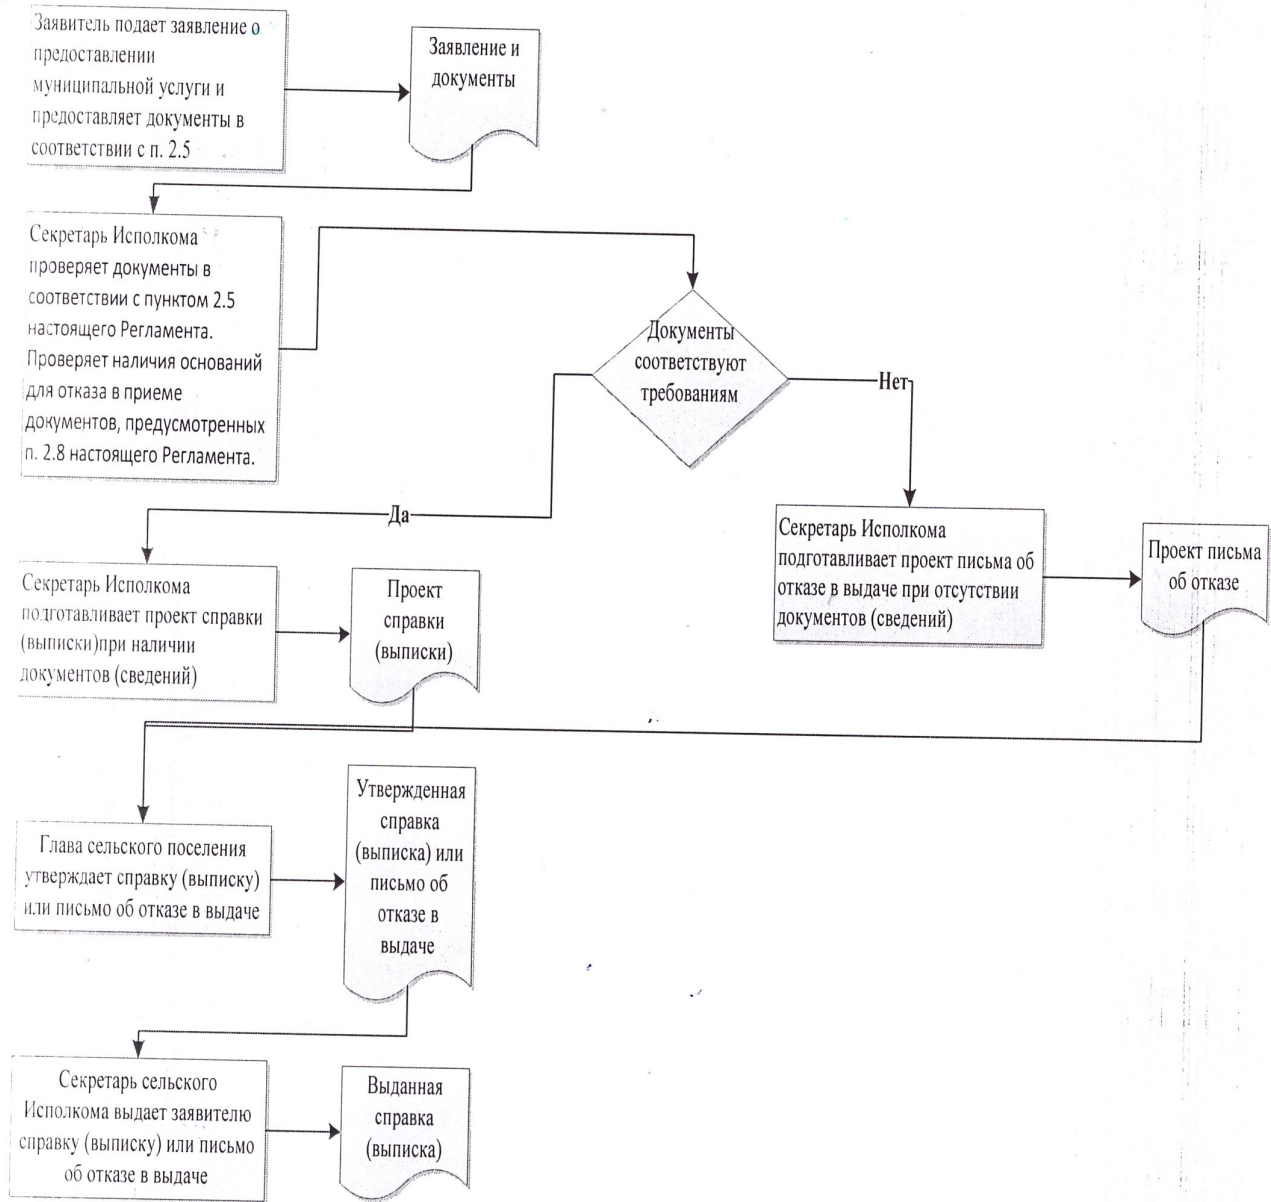 Заявитель подает заявление о
предоставлении
муниципальной услуги и
предоставляет документы в
соответствии с п. 2.5
Заявление и
документы
Секретарь Исполкома
проверяет документы в
соответствии с пунктом 2.5
настоящего Регламента.
Проверяет наличия оснований
для отказа в приеме
документов, предусмотренных
п. 2.8 настоящего Регламента.
Документы
соответствуют
требованиям
Нет
Да
Секретарь Исполкома
подготавливает проект письма об
отказе в выдаче при отсутствии
документов (сведений)
Проект письма
об отказе
Секретарь Исполкома
подготавливает проект справки
(выписки)при наличии
документов (сведений)
Проект
справки
(выписки)
Глава сельского поселения
утверждает справку (выписку)
или письмо об отказе в выдаче
Утвержденная
справка
(выписка) или
письмо об
отказе в
выдаче
Секретарь сельского
Исполкома выдает заявителю
справку (выписку) или письмо
об отказе в выдаче
Выданная
справка
(выписка)